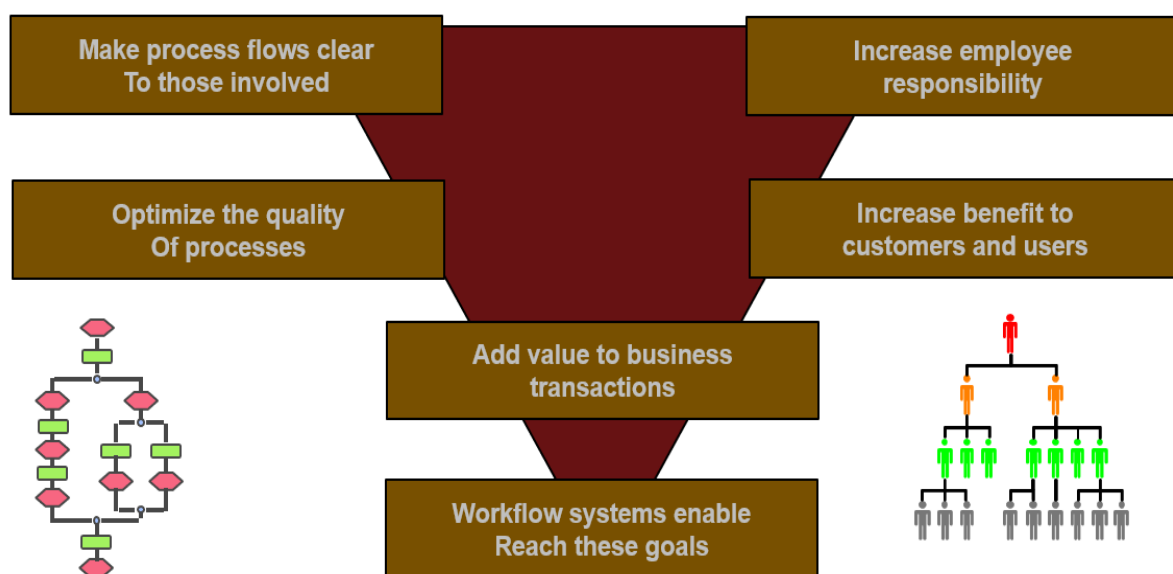 Make process flows clear
To those involved
Increase employee
responsibility
Optimize the quality
Of processes
Increase benefit to
customers and users
Add value to business
transactions
Workflow systems enable
Reach these goals